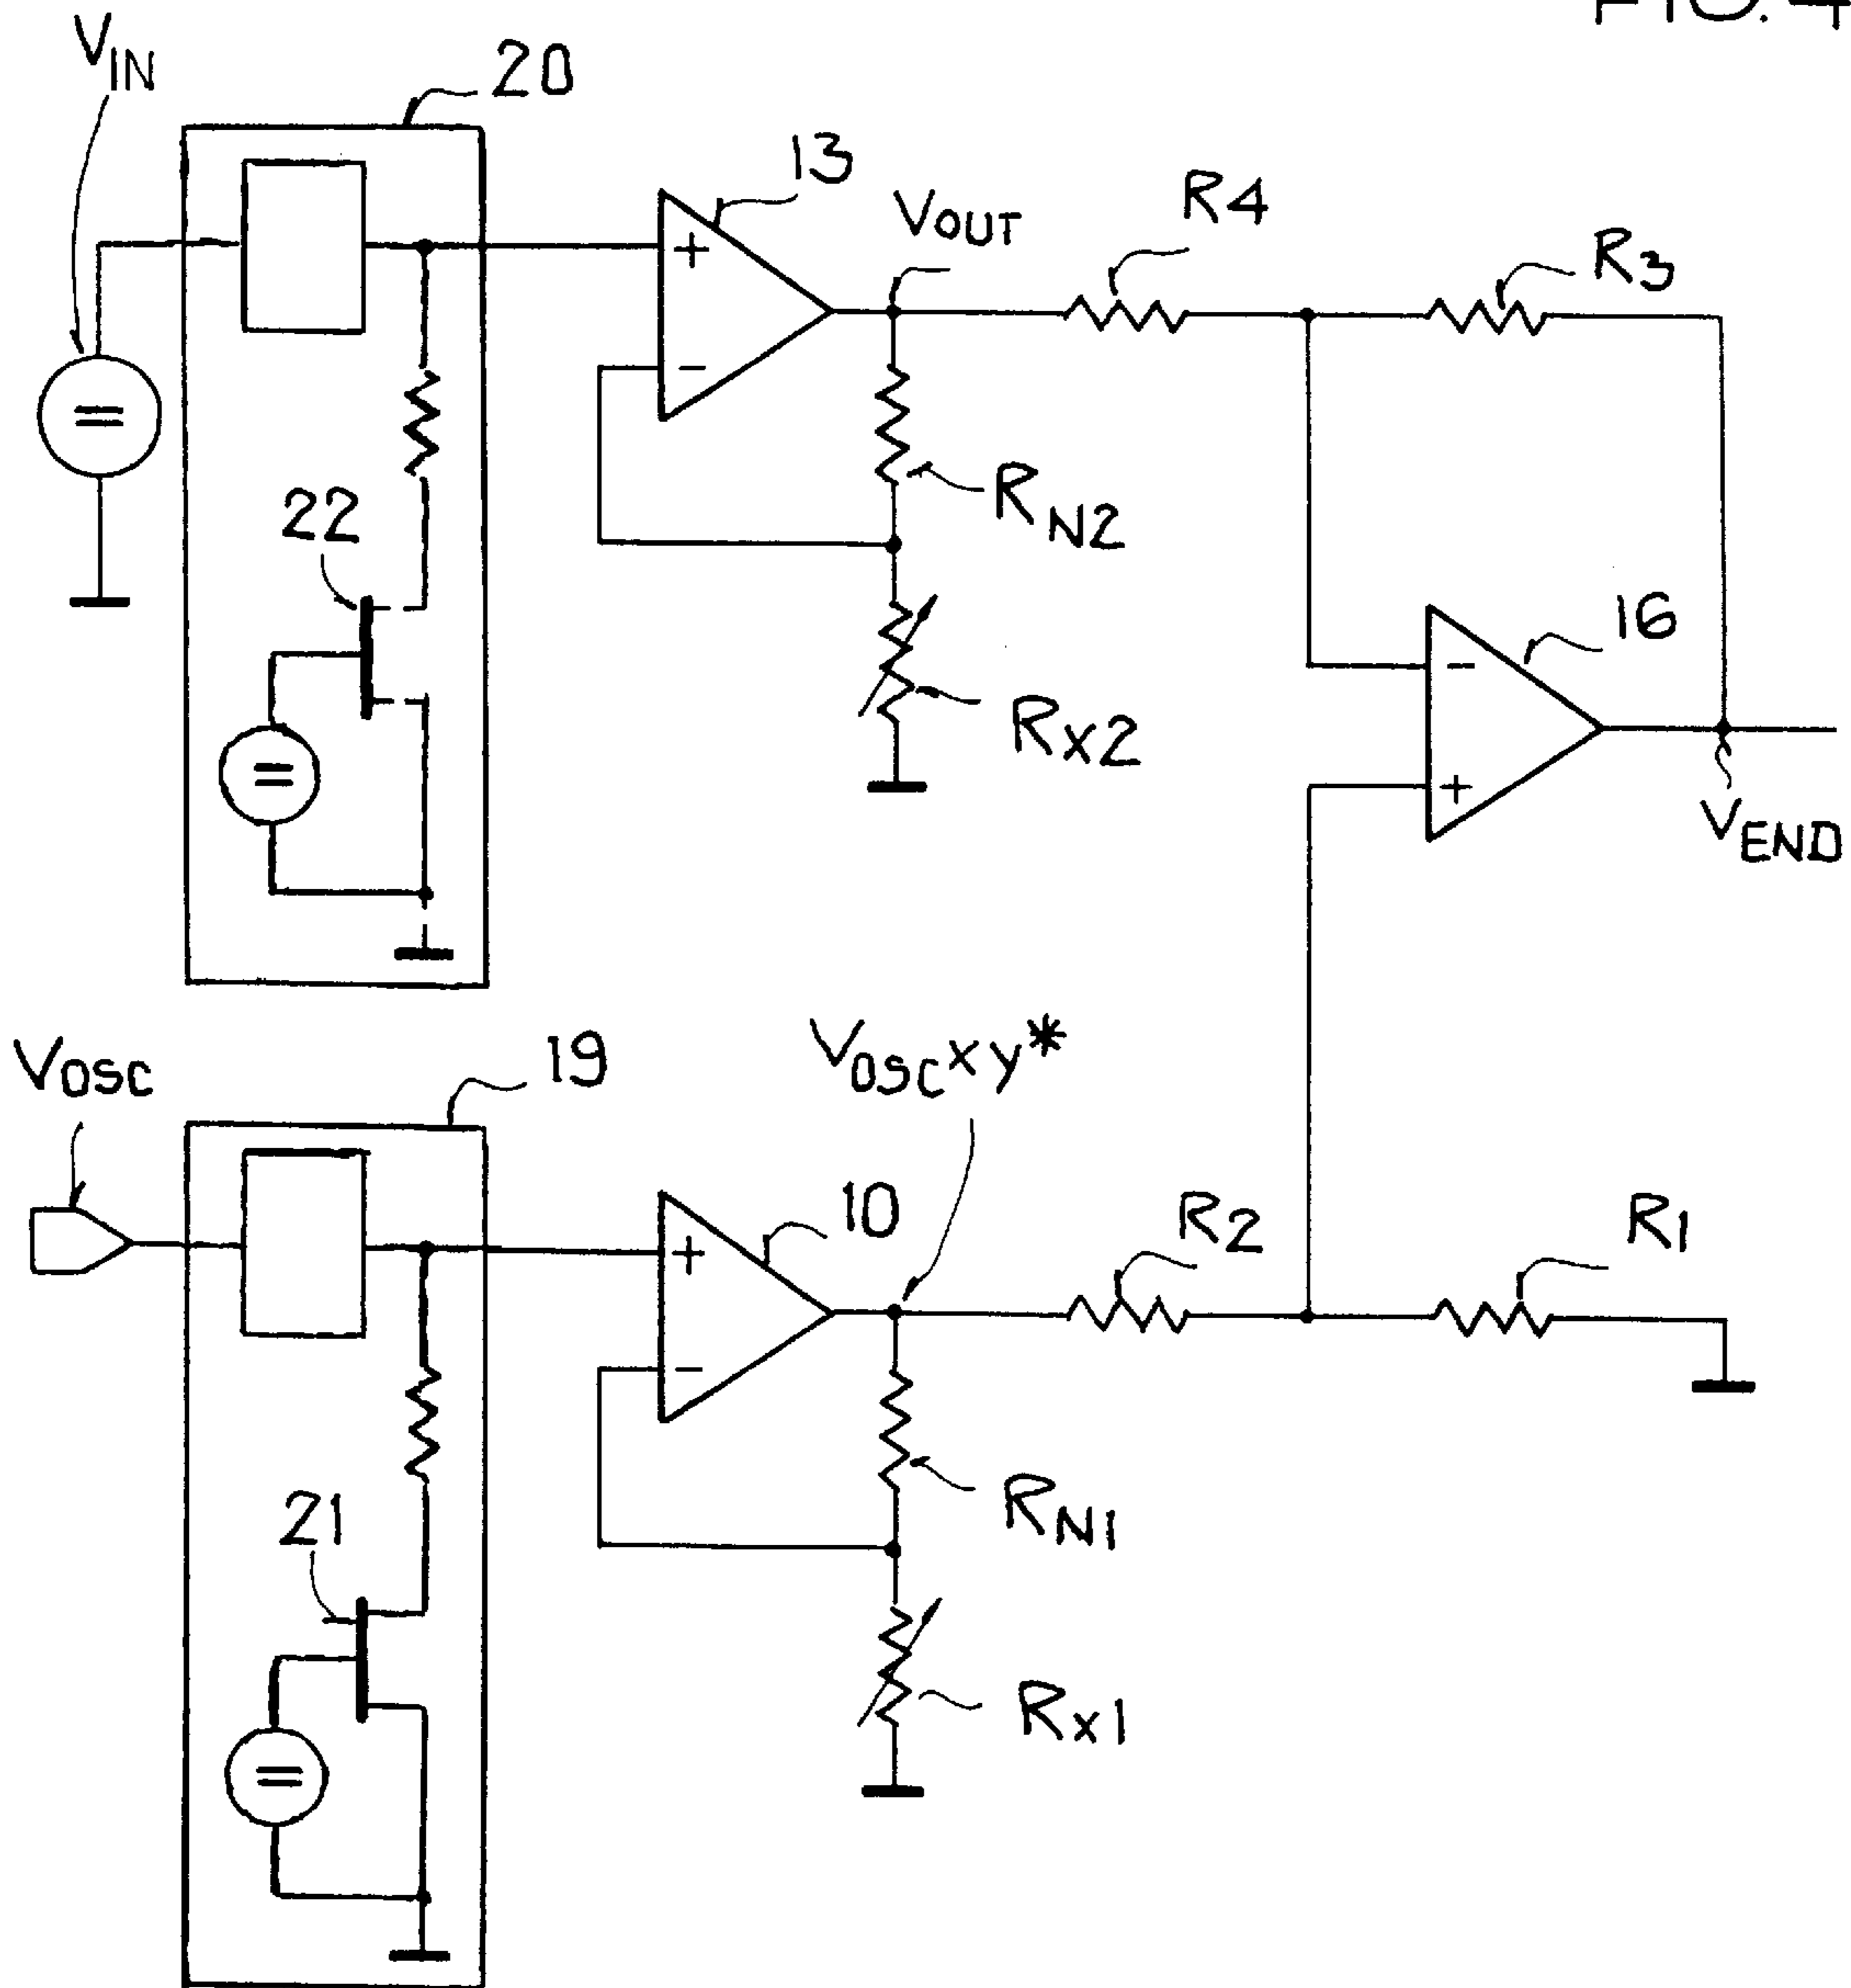 FIG. 4
VIN
20
13
VOUT
R4
R3
+
-
=
22
RN2
16
-
RX2
=
+
VEND
VOSC
19
VOSCXY*
10
R2
R1
+
-
21
RN1
RX1
=